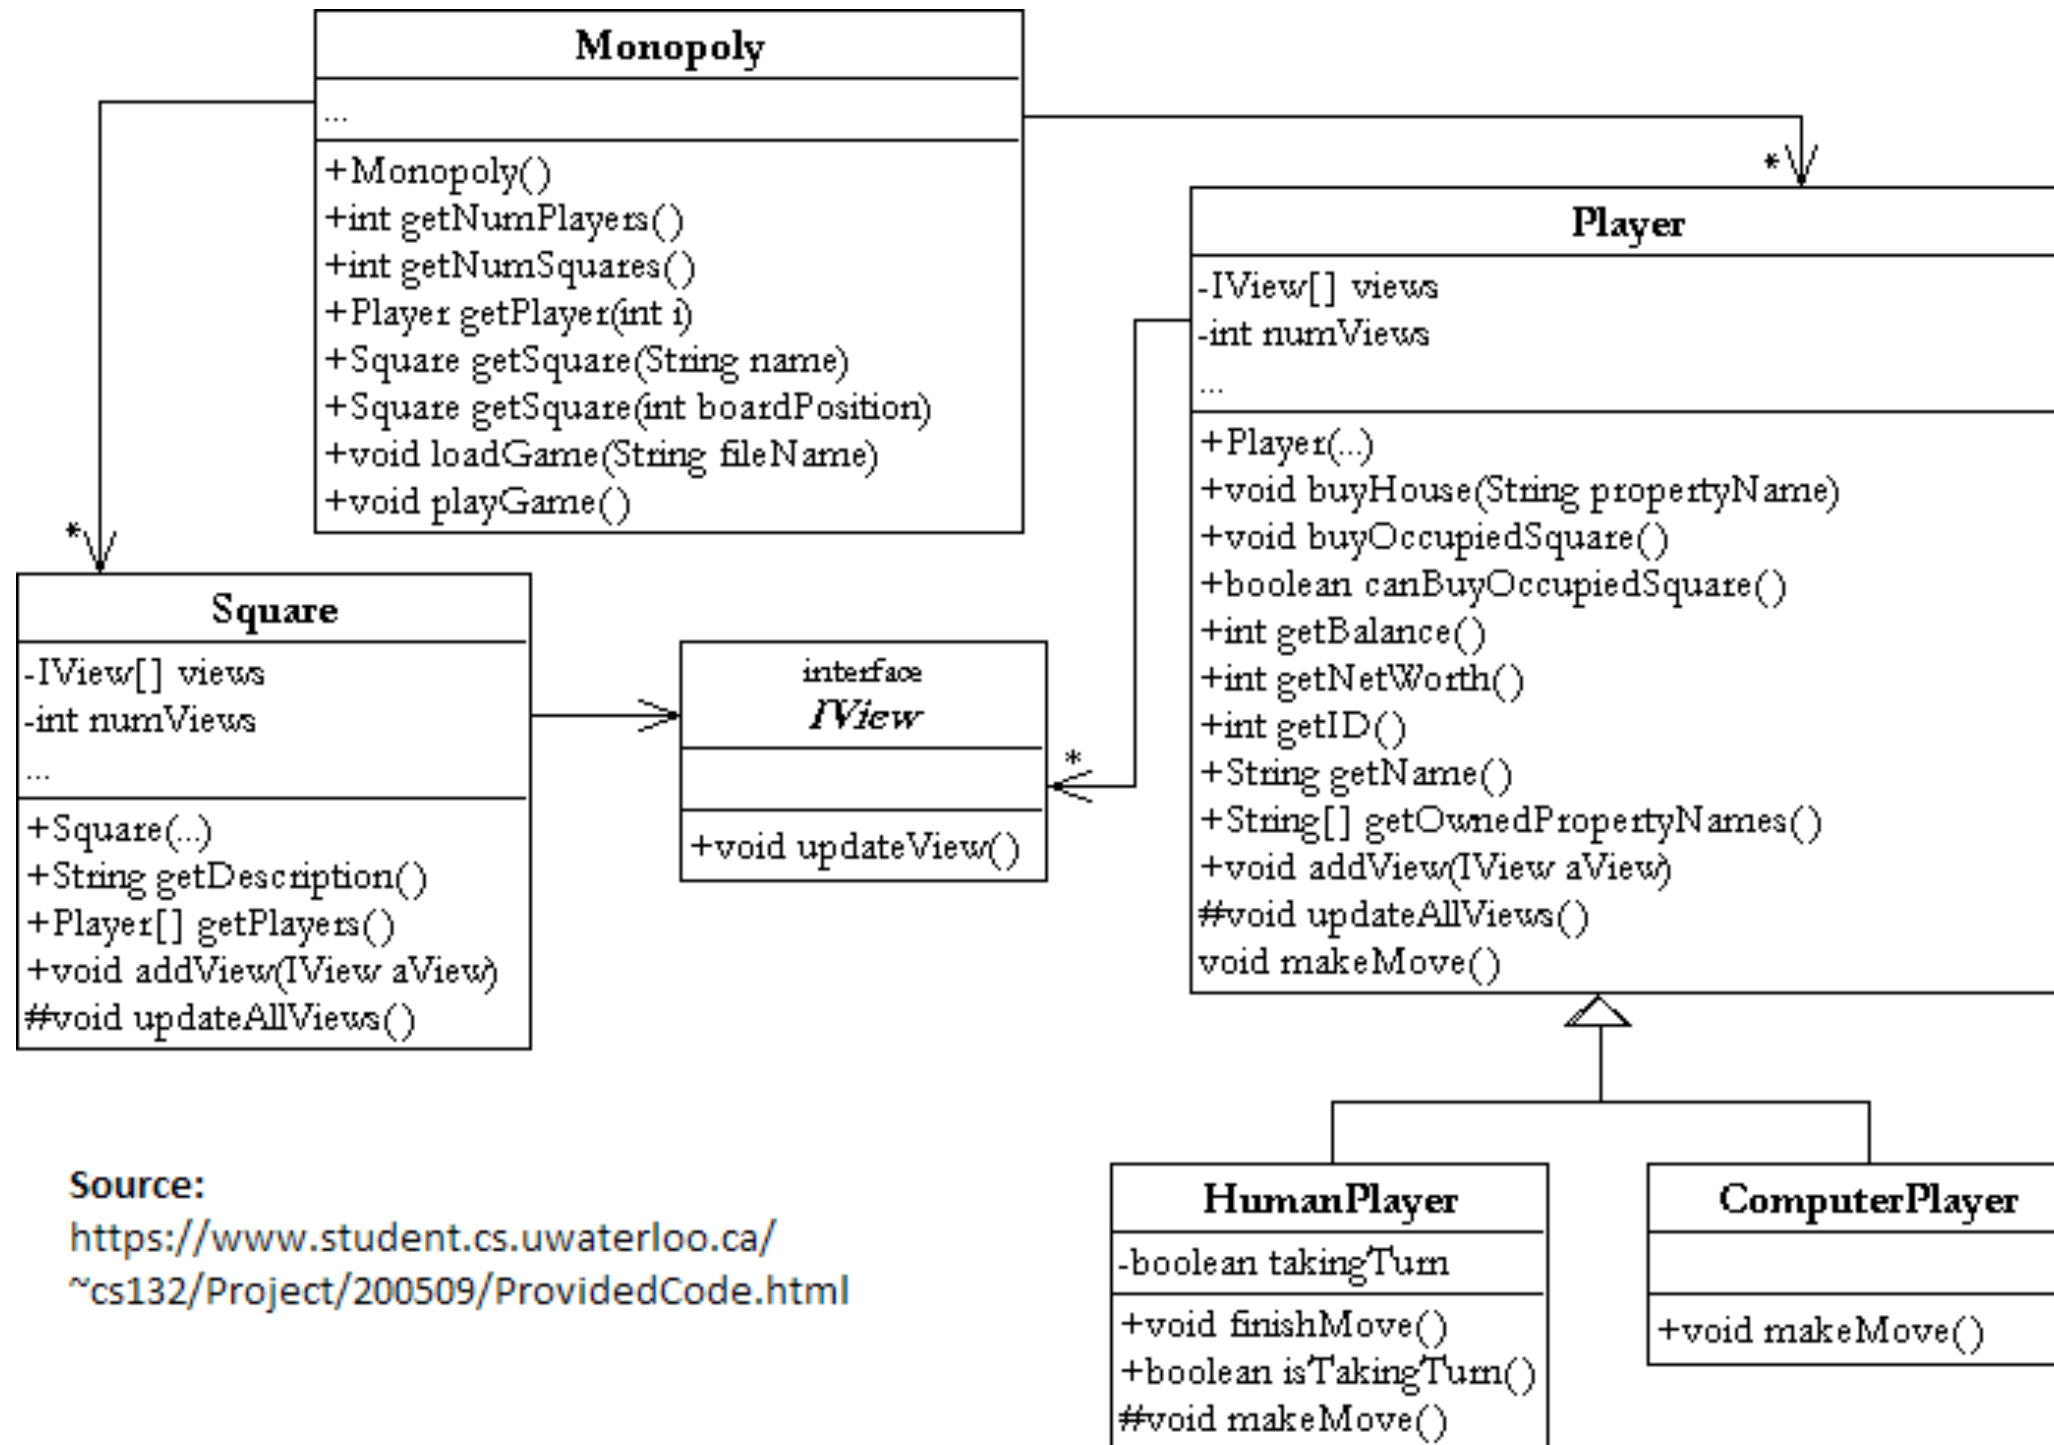 Monopoly
...
+Monopoly()
+int getNumPlayers()
+int getNumSquares()
+Player getPlayer(int i)
+Square getSquare(String name)
+Square getSquare(int boardPosition)
+void loadGame(String fileName)
+void playGame()
*
*
Player
-IView[] views
-int numViews
...
+Player(...)
+void buyHouse(String propertyName)
+void buyOccupiedSquare()
+boolean canBuyOccupiedSquare()
+int getBalance()
+int getNetWorth()
+int getID()
+String getName()
+String[] getOwnedPropertyNames()
+void addView(IView aView)
#void updateAllViews()
void makeMove()
Square
-IView[] views
-int numViews
...
+Square(...)
+String getDescription()
+Player[] getPlayers()
+void addView(IView aView)
#void updateAllViews()
interface
IView
*
+void updateView()
HumanPlayer
-boolean takingTurn
+void finishMove()
+boolean isTakingTurn()
#void makeMove()
ComputerPlayer
+void makeMove()
Source:
https://www.student.cs.uwaterloo.ca/
~cs132/Project/200509/ProvidedCode.html